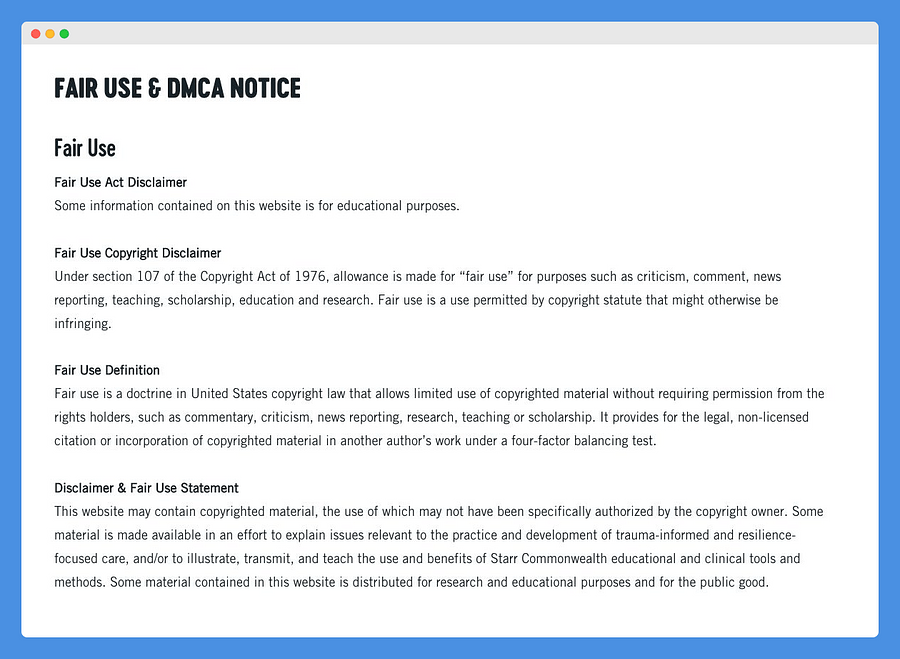 FAIR USE & DMCA NOTICE
Fair Use
Fair Use Act Disclaimer
Some information contained on this website is for educational purposes.
Fair Use Copyright Disclaimer
Under section 107 of the Copyright Act of 1976, allowance is made for “fair use” for purposes such as criticism, comment, news
reporting, teaching, scholarship, education and research. Fair use is a use permitted by copyright statute that might otherwise be
infringing.
Fair Use Definition
Fair use is a doctrine in United States copyright law that allows limited use of copyrighted material without requiring permission from the
rights holders, such as commentary, criticism, news reporting, research, teaching or scholarship. It provides for the legal, non-licensed
citation or incorporation of copyrighted material in another author’s work under a four-factor balancing test.
Disclaimer & Fair Use Statement
This website may contain copyrighted material, the use of which may not have been specifically authorized by the copyright owner. Some
material is made available in an effort to explain issues relevant to the practice and development of trauma-informed and resilience-
focused care, and/or to illustrate, transmit, and teach the use and benefits of Starr Commonwealth educational and clinical tools and
methods. Some material contained in this website is distributed for research and educational purposes and for the public good.